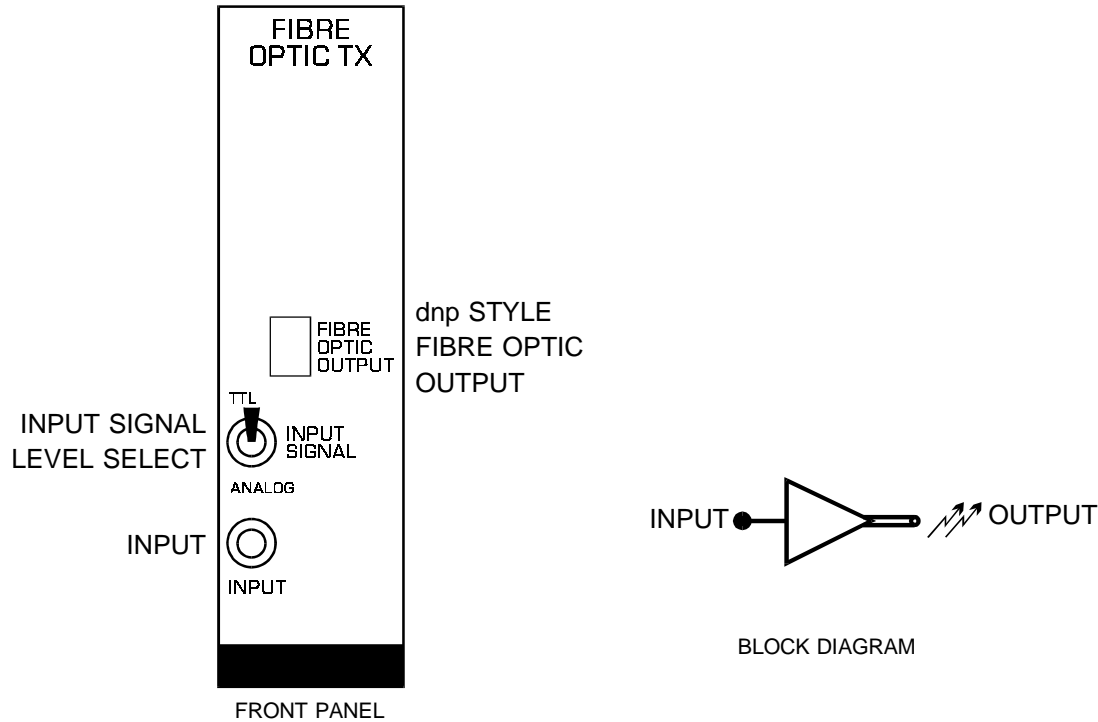 FIBRE
OPTIC TX
FIBRE
OPTIC
OUTPUT
dnp STYLE
FIBRE OPTIC
OUTPUT
TTL
INPUT SIGNAL
LEVEL SELECT
INPUT
SIGNAL
ANALOG
INPUT
INPUT
FRONT PANEL
INPUT
OUTPUT
BLOCK DIAGRAM